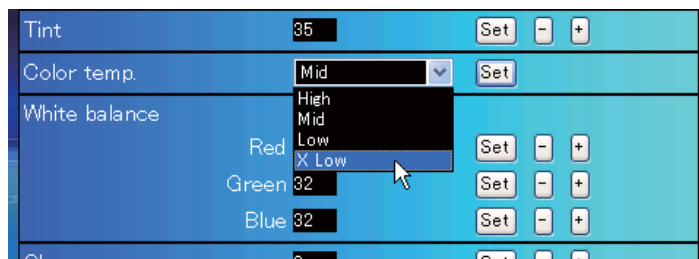 Tint 35 Set - +
Color temp. Mid Set
High
White balance Mid
Red Low Set - +
X Low
Green 32 Set - +
Blue 32 Set - +